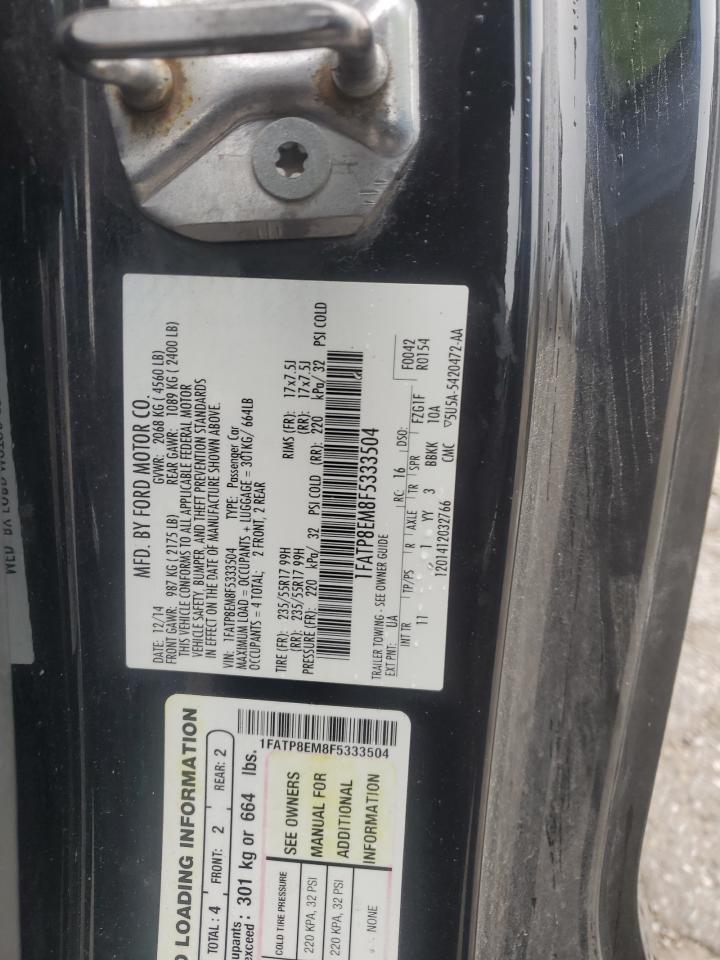 MFD. BY FORD MOTOR CO.
DATE: 12/14 GVWR: 2068 KG ( 4560 LB)
FRONT GAWR: 987 KG ( 2175 LB) REAR GAWR: 1089 KG ( 2400 LB)
THIS VEHICLE CONFORMS TO ALL APPLICABLE FEDERAL MOTOR
VEHICLE SAFETY, BUMPER, AND THEFT PREVENTION STANDARDS
IN EFFECT ON THE DATE OF MANUFACTURE SHOWN ABOVE.
VIN: 1FATP8EM8F5333504 TYPE: Passenger Car
MAXIMUM LOAD = OCCUPANTS + LUGGAGE = 301KG/ 664LB
OCCUPANTS = 4 TOTAL; 2 FRONT, 2 REAR
TIRE (FR): 235/55R17 99H RIMS (FR): 17x7.5J
(RR): 235/55R17 99H (RR): 17x7.5J
PRESSURE (FR): 220 kPa/ 32 PSI COLD (RR): 220 kPa/ 32 PSI COLD
1FATP8EM8F5333504
TRAILER TOWING - SEE OWNER GUIDE
EXT PNT: UA RC: 16 DSO: F0042
R0154
INT TR TP/PS R AXLE TR SPR FZG1F
11 1 YY 3 BBKK 10A
1201412032766 CMC ▽5U5A-5420472-AA
LOADING INFORMATION
TOTAL : 4 FRONT: 2 REAR: 2
exceed : 301 kg or 664 lbs.
1FATP8EM8F5333504
COLD TIRE PRESSURE
220 KPA, 32 PSI
220 KPA, 32 PSI
NONE
SEE OWNERS
MANUAL FOR
ADDITIONAL
INFORMATION